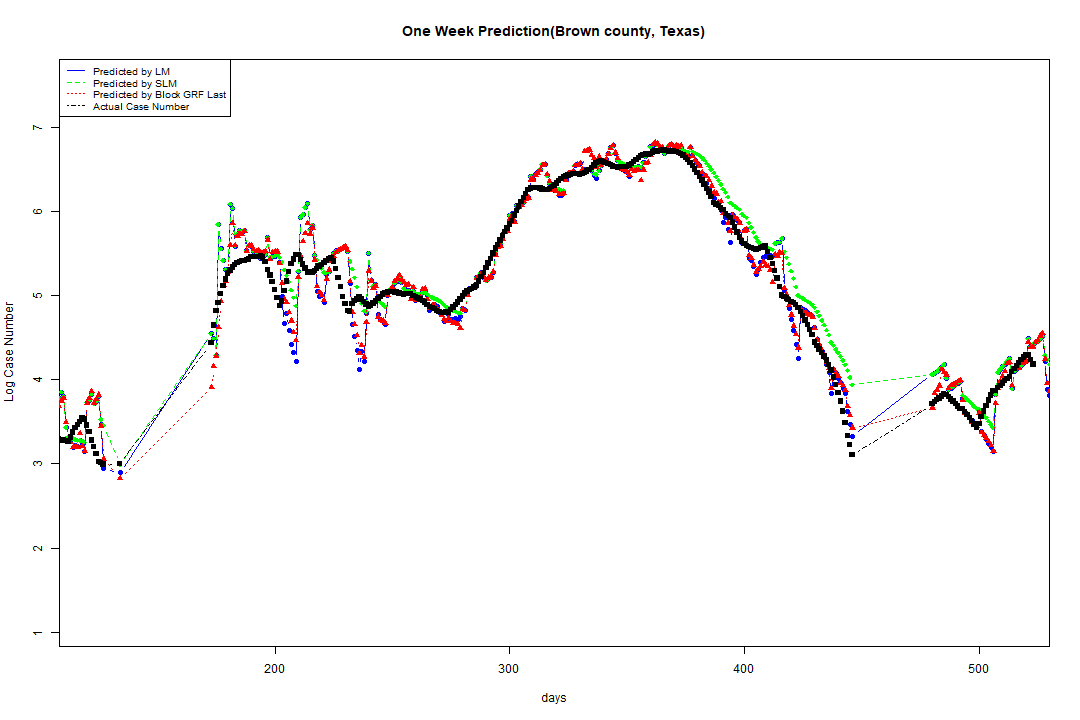 One Week Prediction(Brown county, Texas)
Predicted by LM
Predicted by SLM
Predicted by Block GRF Last
Actual Case Number
Log Case Number
7
6
5
4
3
2
1
200 300 400 500
days